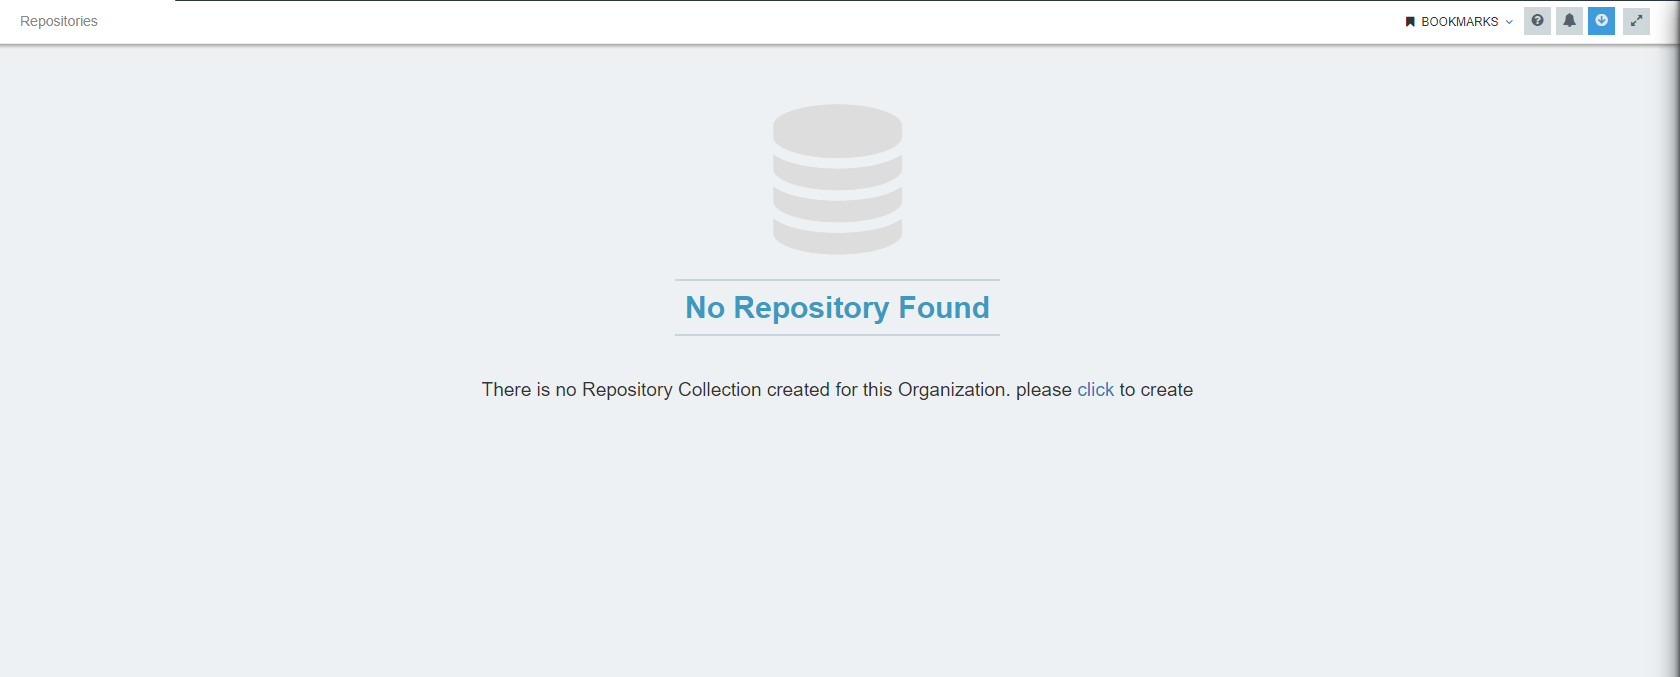 Repositories
BOOKMARKS
No Repository Found
There is no Repository Collection created for this Organization. please click to create